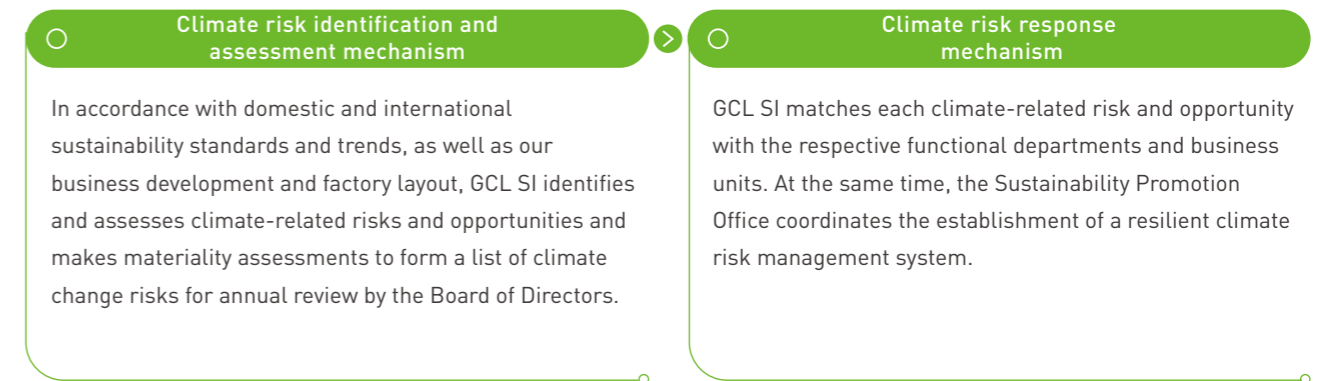 Climate risk identification and
assessment mechanism
In accordance with domestic and international
sustainability standards and trends, as well as our
business development and factory layout, GCL SI identifies
and assesses climate-related risks and opportunities and
makes materiality assessments to form a list of climate
change risks for annual review by the Board of Directors.
Climate risk response
mechanism
GCL SI matches each climate-related risk and opportunity
with the respective functional departments and business
units. At the same time, the Sustainability Promotion
Office coordinates the establishment of a resilient climate
risk management system.